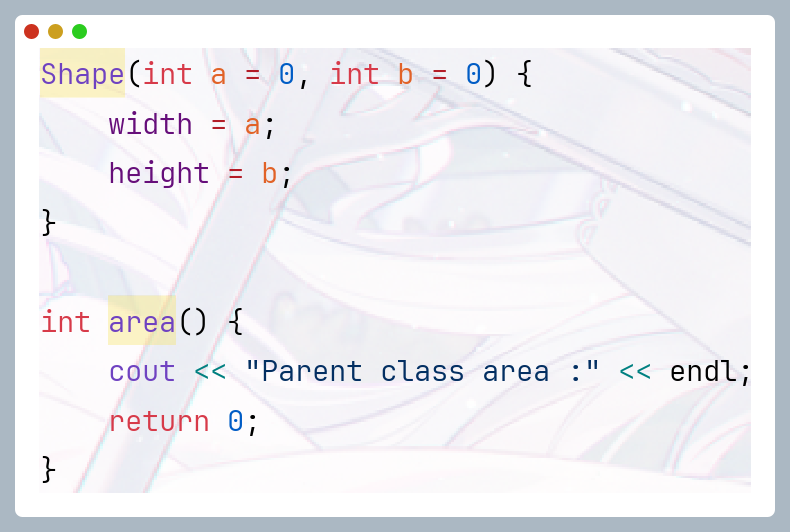 Shape(int a = 0, int b = 0) {
    width = a;
    height = b;
}

int area() {
    cout << "Parent class area :" << endl;
    return 0;
}